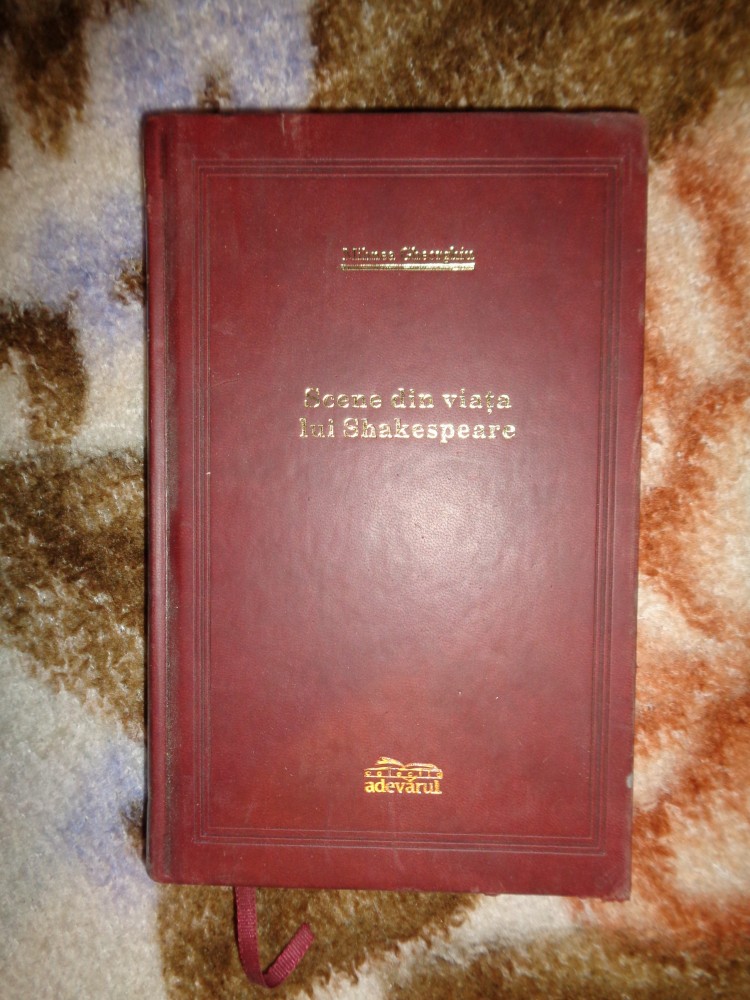 Mihnea Gheorghiu
Scene din viața
lui Shakespeare
colecția
adevărul